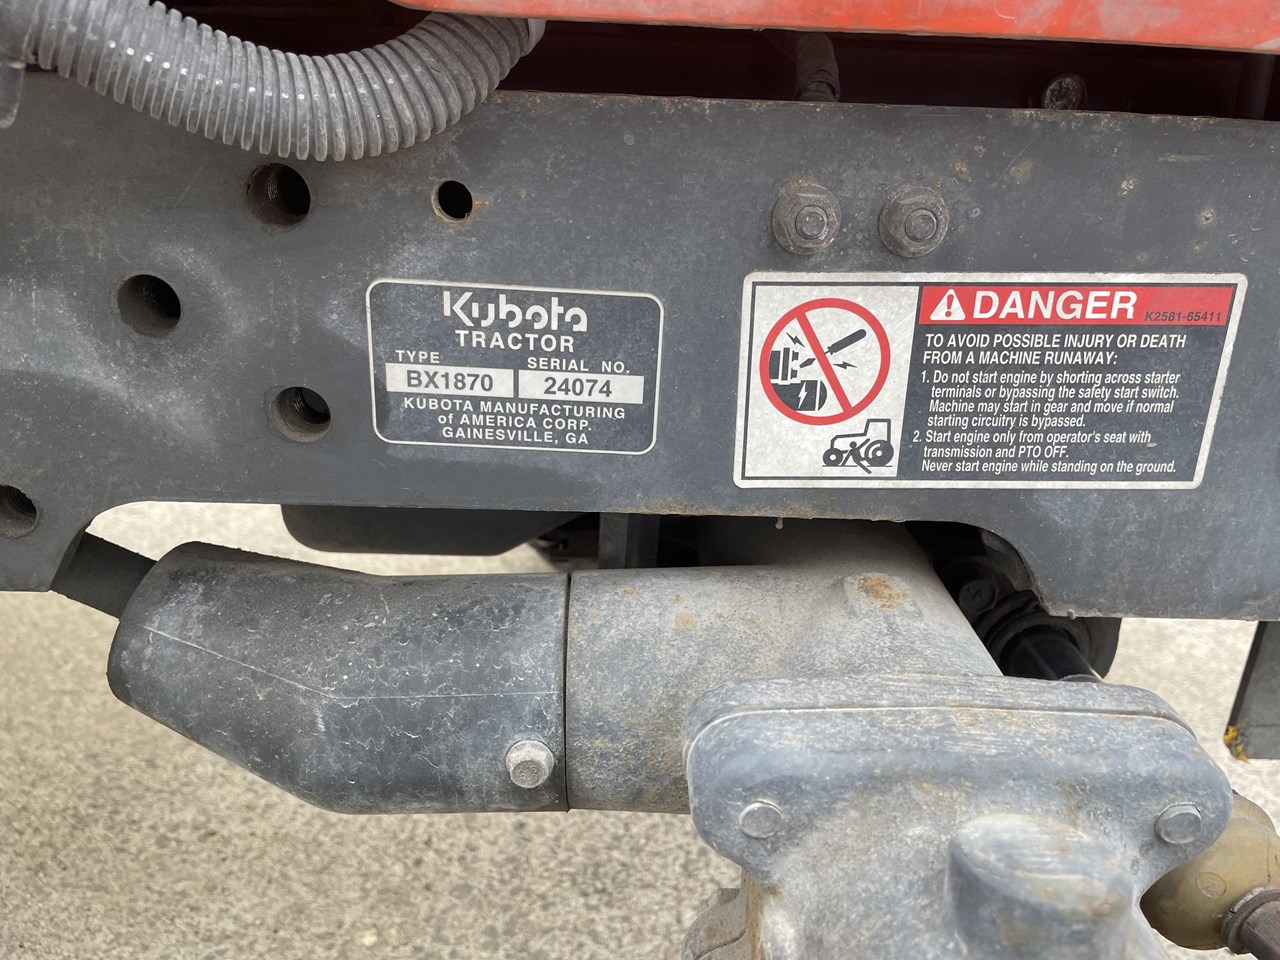 Kubota
TRACTOR
TYPE SERIAL NO.
BX1870 24074
KUBOTA MANUFACTURING
of AMERICA CORP.
GAINESVILLE, GA
DANGER K2581-65411
TO AVOID POSSIBLE INJURY OR DEATH
FROM A MACHINE RUNAWAY:
1. Do not start engine by shorting across starter
terminals or bypassing the safety start switch.
Machine may start in gear and move if normal
starting circuitry is bypassed.
2. Start engine only from operator's seat with
transmission and PTO OFF.
Never start engine while standing on the ground.